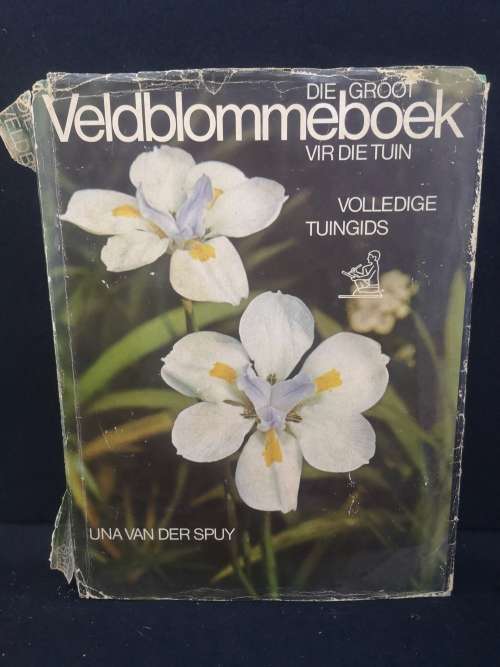 DIE GROOT
Veldblommeboek
VIR DIE TUIN
VOLLEDIGE
TUINGIDS
UNA VAN DER SPUY